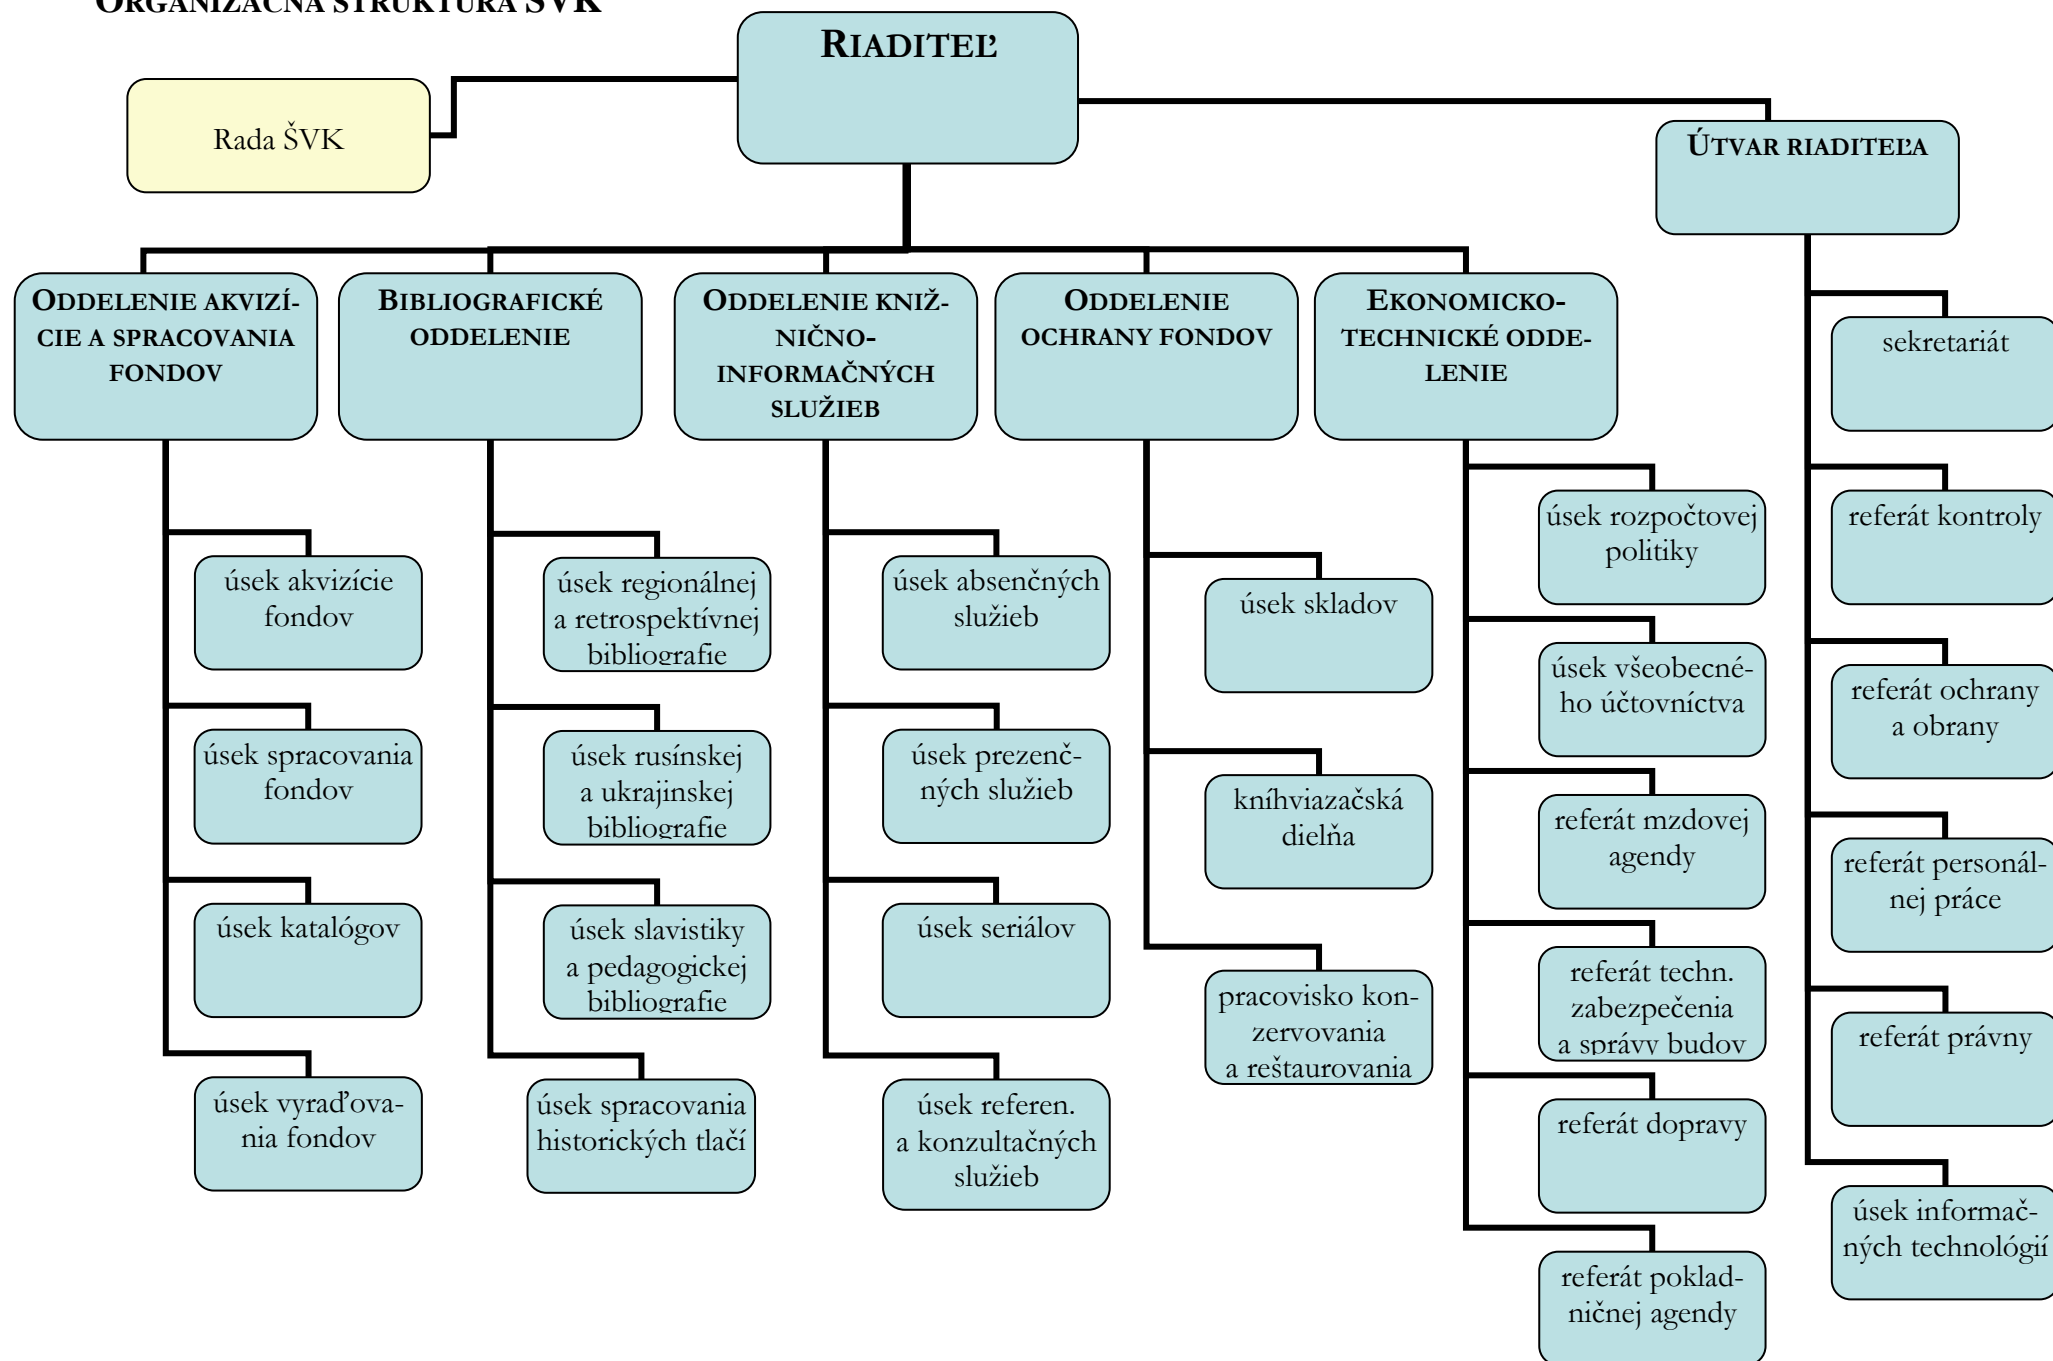 ORGANIZAČNÁ ŠTRUKTÚRA ŠVK
RIADITEĽ
Rada ŠVK
ÚTVAR RIADITEĽA
ODDELENIE AKVIZÍ-
CIE A SPRACOVANIA
FONDOV
BIBLIOGRAFICKÉ
ODDELENIE
ODDELENIE KNIŽ-
NIČNO-
INFORMAČNÝCH
SLUŽIEB
ODDELENIE
OCHRANY FONDOV
EKONOMICKO-
TECHNICKÉ ODDE-
LENIE
úsek akvizície
fondov
úsek spracovania
fondov
úsek katalógov
úsek vyraďova-
nia fondov
úsek regionálnej
a retrospektívnej
bibliografie
úsek rusínskej
a ukrajinskej
bibliografie
úsek slavistiky
a pedagogickej
bibliografie
úsek spracovania
historických tlačí
úsek absenčných
služieb
úsek prezenč-
ných služieb
úsek seriálov
úsek referen.
a konzultačných
služieb
úsek skladov
kníhviazačská
dielňa
pracovisko kon-
zervovania
a reštaurovania
úsek rozpočtovej
politiky
úsek všeobecné-
ho účtovníctva
referát mzdovej
agendy
referát techn.
zabezpečenia
a správy budov
referát dopravy
referát poklad-
ničnej agendy
sekretariát
referát kontroly
referát ochrany
a obrany
referát personál-
nej práce
referát právny
úsek informač-
ných technológií